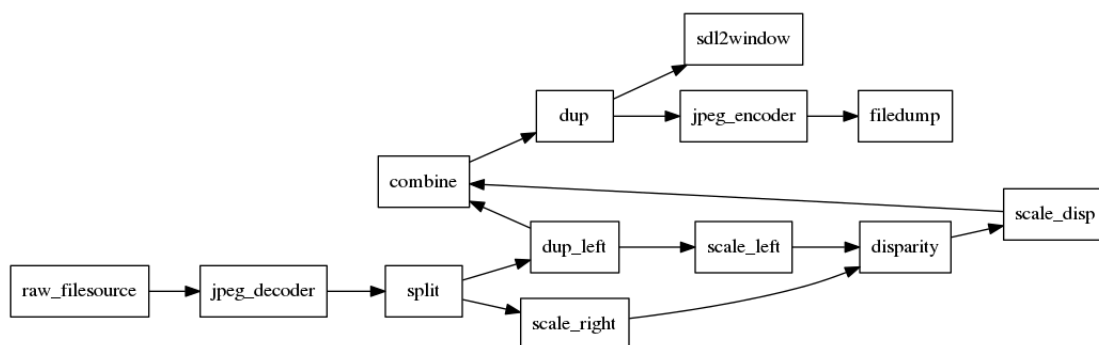 sdl2window
dup
jpeg_encoder
filedump
combine
scale_disp
dup_left
scale_left
disparity
raw_filesource
jpeg_decoder
split
scale_right